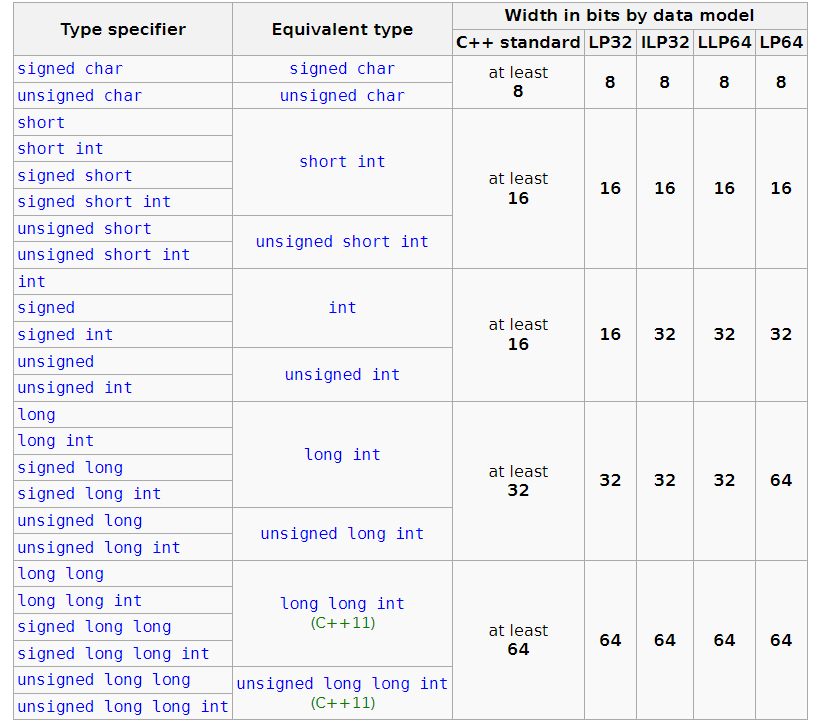 Type specifier Equivalent type Width in bits by data model
C++ standard LP32 ILP32 LLP64 LP64
signed char signed char at least 8 8 8 8 8
unsigned char unsigned char
short short int at least 16 16 16 16 16
short int
signed short
signed short int
unsigned short unsigned short int
unsigned short int
int int at least 16 16 32 32 32
signed
signed int
unsigned unsigned int
unsigned int
long long int at least 32 32 32 32 64
long int
signed long
signed long int
unsigned long unsigned long int
unsigned long int
long long long long int (C++11) at least 64 64 64 64 64
long long int
signed long long
signed long long int
unsigned long long unsigned long long int (C++11)
unsigned long long int